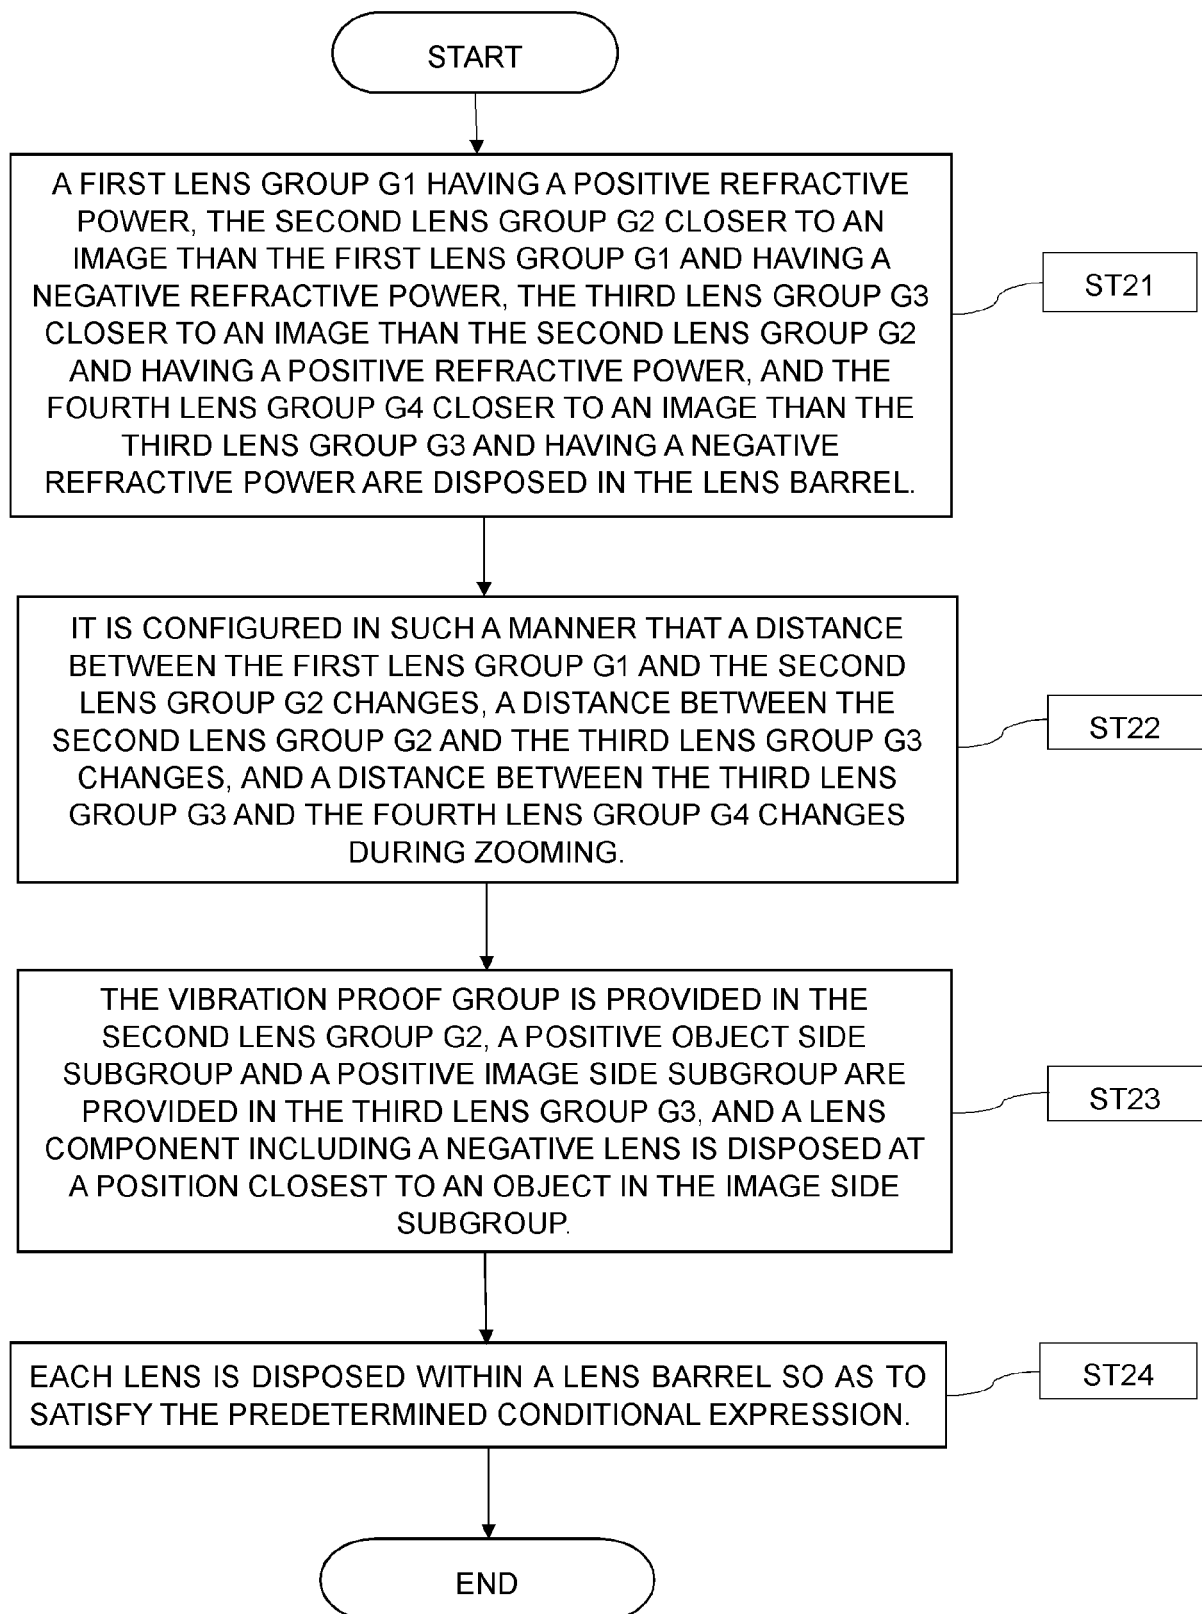 START
A FIRST LENS GROUP G1 HAVING A POSITIVE REFRACTIVE
POWER, THE SECOND LENS GROUP G2 CLOSER TO AN
IMAGE THAN THE FIRST LENS GROUP G1 AND HAVING A
NEGATIVE REFRACTIVE POWER, THE THIRD LENS GROUP G3
CLOSER TO AN IMAGE THAN THE SECOND LENS GROUP G2
AND HAVING A POSITIVE REFRACTIVE POWER, AND THE
FOURTH LENS GROUP G4 CLOSER TO AN IMAGE THAN THE
THIRD LENS GROUP G3 AND HAVING A NEGATIVE
REFRACTIVE POWER ARE DISPOSED IN THE LENS BARREL.
ST21
IT IS CONFIGURED IN SUCH A MANNER THAT A DISTANCE
BETWEEN THE FIRST LENS GROUP G1 AND THE SECOND
LENS GROUP G2 CHANGES, A DISTANCE BETWEEN THE
SECOND LENS GROUP G2 AND THE THIRD LENS GROUP G3
CHANGES, AND A DISTANCE BETWEEN THE THIRD LENS
GROUP G3 AND THE FOURTH LENS GROUP G4 CHANGES
DURING ZOOMING.
ST22
THE VIBRATION PROOF GROUP IS PROVIDED IN THE
SECOND LENS GROUP G2, A POSITIVE OBJECT SIDE
SUBGROUP AND A POSITIVE IMAGE SIDE SUBGROUP ARE
PROVIDED IN THE THIRD LENS GROUP G3, AND A LENS
COMPONENT INCLUDING A NEGATIVE LENS IS DISPOSED AT
A POSITION CLOSEST TO AN OBJECT IN THE IMAGE SIDE
SUBGROUP.
ST23
EACH LENS IS DISPOSED WITHIN A LENS BARREL SO AS TO
SATISFY THE PREDETERMINED CONDITIONAL EXPRESSION.
ST24
END